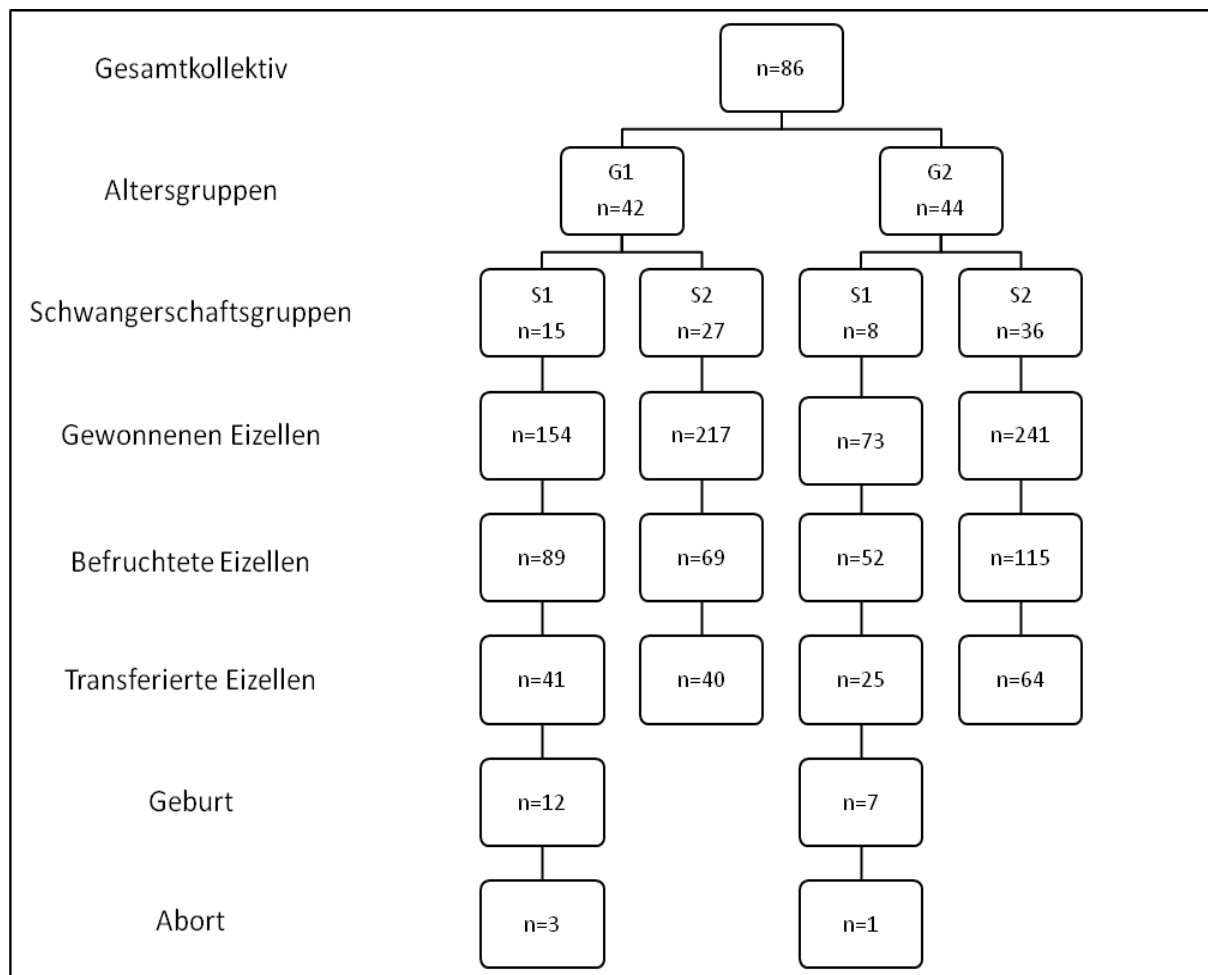 Gesamtkollektiv
n=86
Altersgruppen
G1
n=42
G2
n=44
Schwangerschaftsgruppen
S1
n=15
S2
n=27
S1
n=8
S2
n=36
Gewonnenen Eizellen
n=154
n=217
n=73
n=241
Befruchtete Eizellen
n=89
n=69
n=52
n=115
Transferierte Eizellen
n=41
n=40
n=25
n=64
Geburt
n=12
n=7
Abort
n=3
n=1